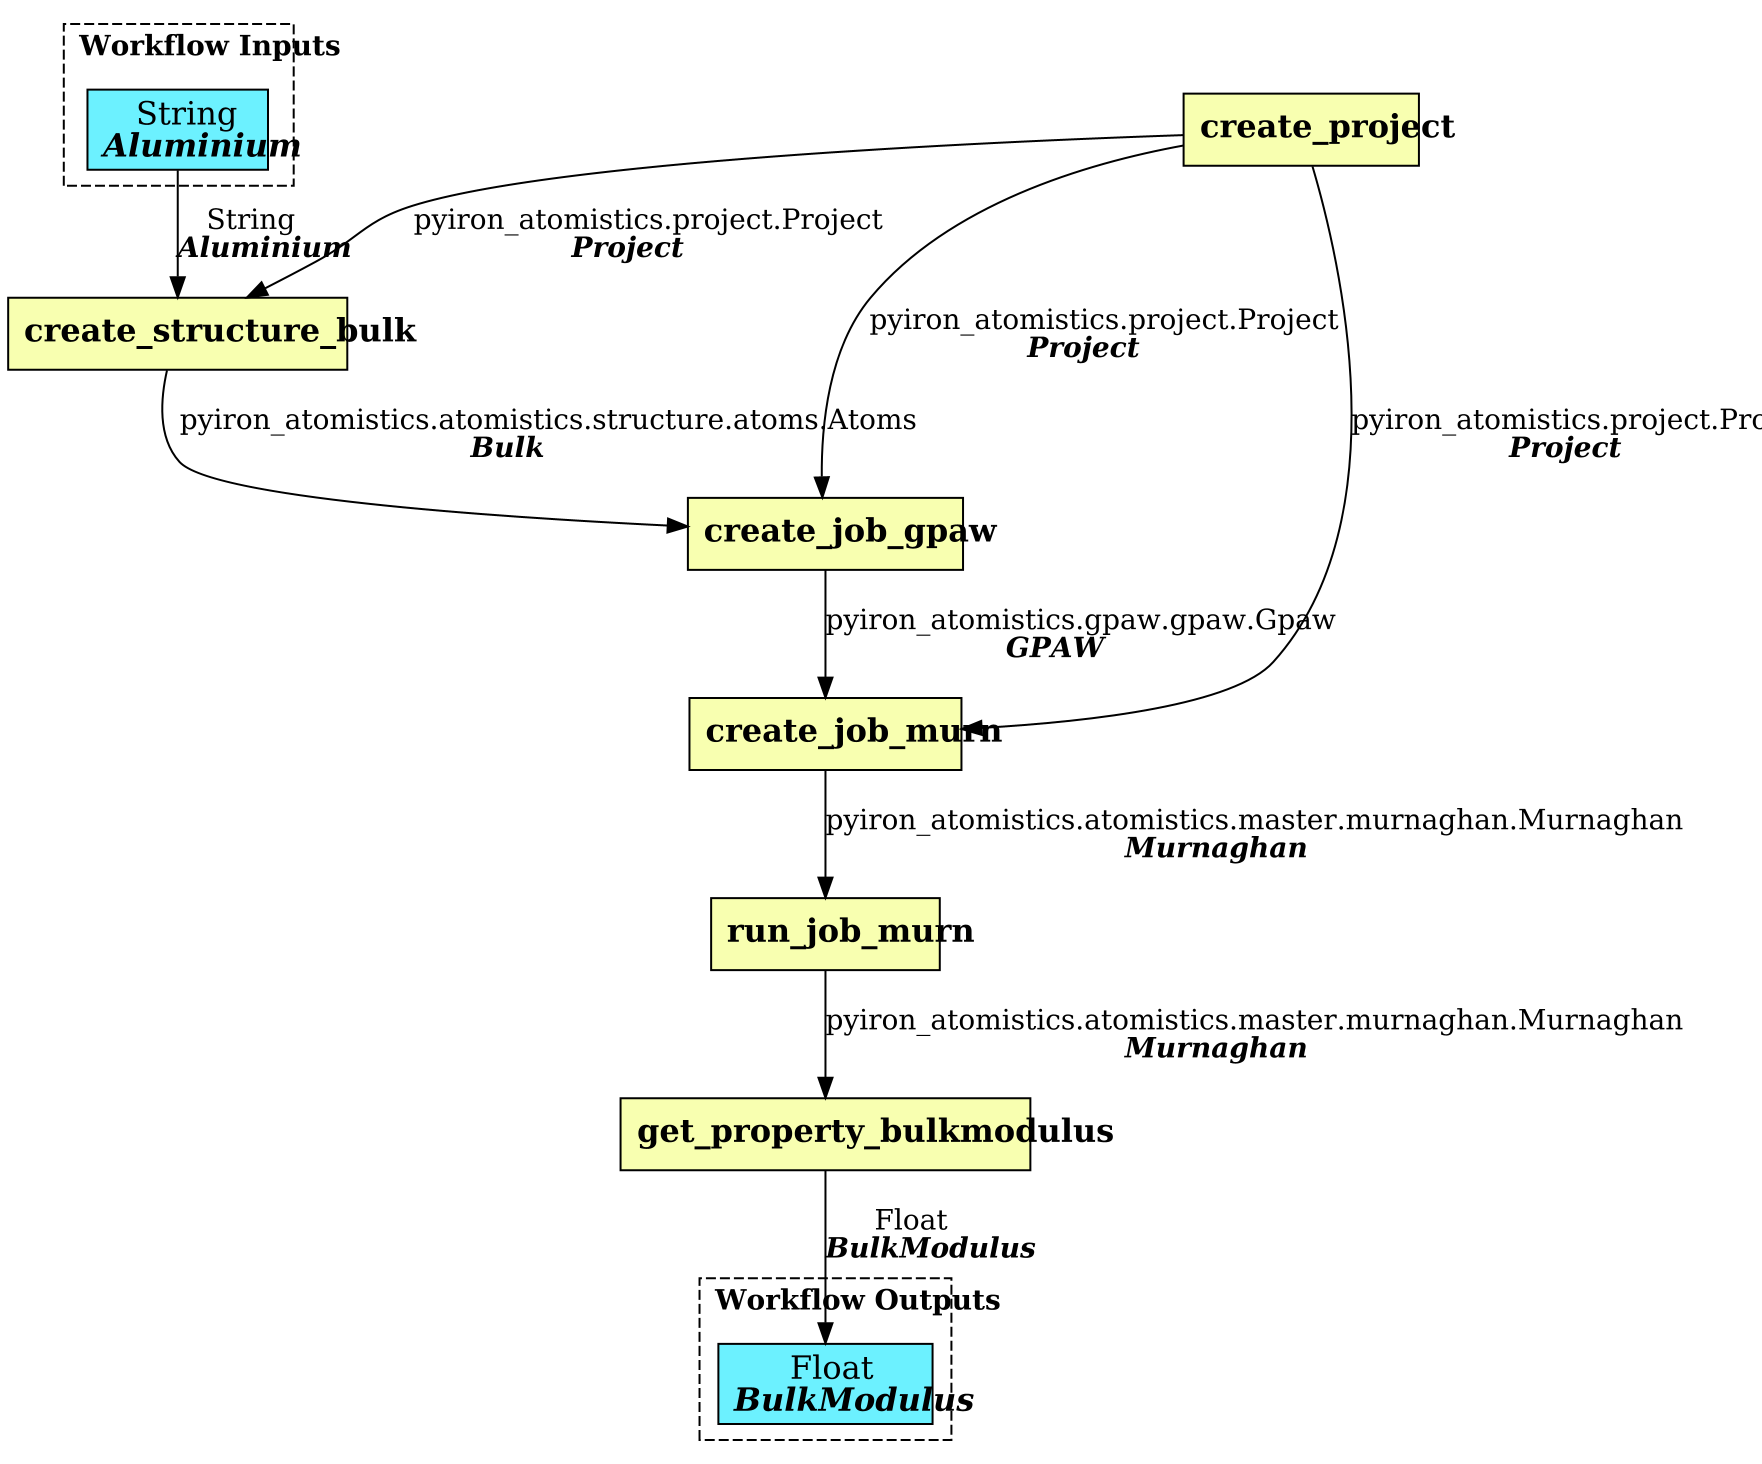 Workflow Inputs
String
Aluminium
create_project
String
Aluminium
pyiron_atomistics.project.Project
Project
create_structure_bulk
pyiron_atomistics.project.Project
Project
pyiron_atomistics.atomistics.structure.atoms.Atoms
Bulk
pyiron_atomistics.project.Pro
Project
create_job_gpaw
pyiron_atomistics.gpaw.gpaw.Gpaw
GPAW
create_job_murn
pyiron_atomistics.atomistics.master.murnaghan.Murnaghan
Murnaghan
run_job_murn
pyiron_atomistics.atomistics.master.murnaghan.Murnaghan
Murnaghan
get_property_bulkmodulus
Float
BulkModulus
Workflow Outputs
Float
BulkModulus